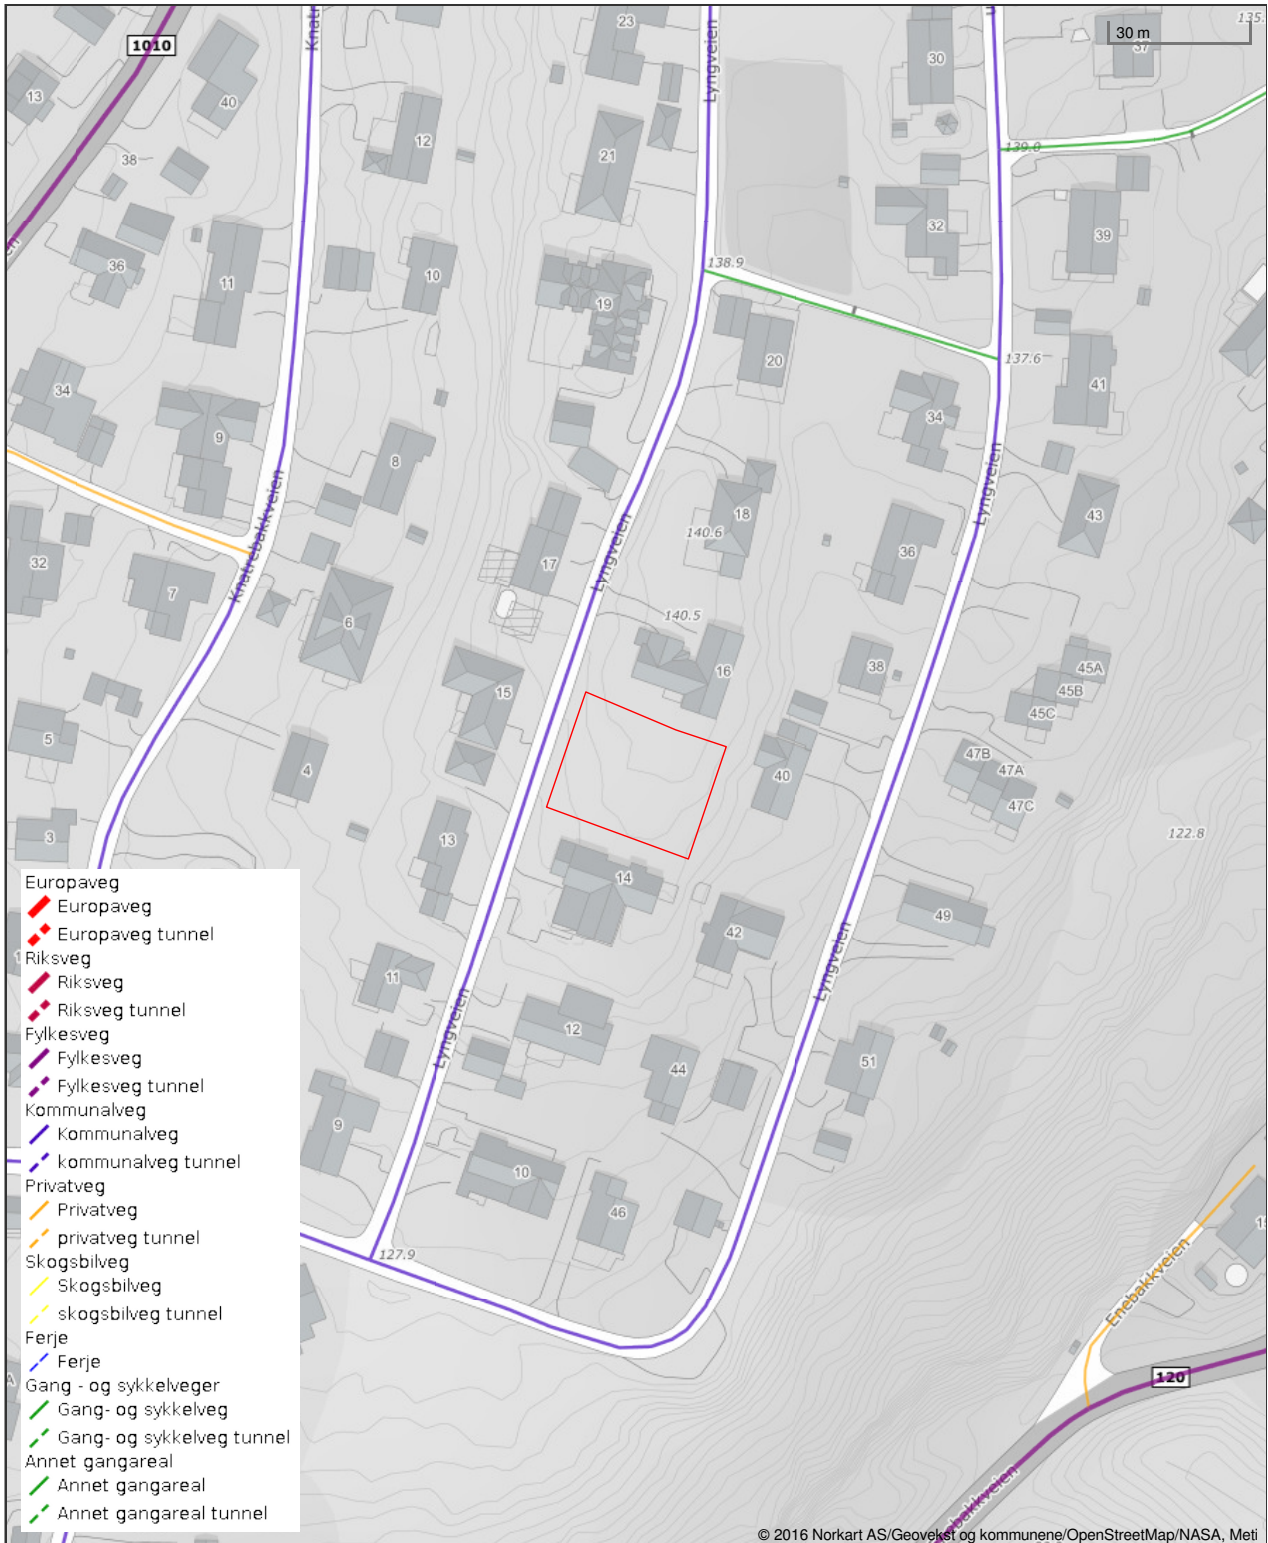 1010
Knatr
23
Lyngveien
30
30 m
37
135.
13
40
12
21
38
139.0
32
39
36
11
10
19
138.9
20
137.6
41
34
9
8
34
Lyngveien
43
18
140.6
36
Lyngveien
17
Knatrebakkveien
32
7
6
140.5
16
38
45A
45B
45C
15
5
4
40
47B
47A
47C
122.8
3
13
14
42
49
Lyngveien
11
Lyngveien
12
44
51
9
10
46
127.9
Enebakkveien
120
bakkveien
Europaveg
Europaveg
Europaveg tunnel
Riksveg
Riksveg
Riksveg tunnel
Fylkesveg
Fylkesveg
Fylkesveg tunnel
Kommunalveg
Kommunalveg
kommunalveg tunnel
Privatveg
Privatveg
privatveg tunnel
Skogsbilveg
Skogsbilveg
skogsbilveg tunnel
Ferje
Ferje
Gang - og sykkelveger
Gang- og sykkelveg
Gang- og sykkelveg tunnel
Annet gangareal
Annet gangareal
Annet gangareal tunnel
© 2016 Norkart AS/Geovekst og kommunene/OpenStreetMap/NASA, Meti